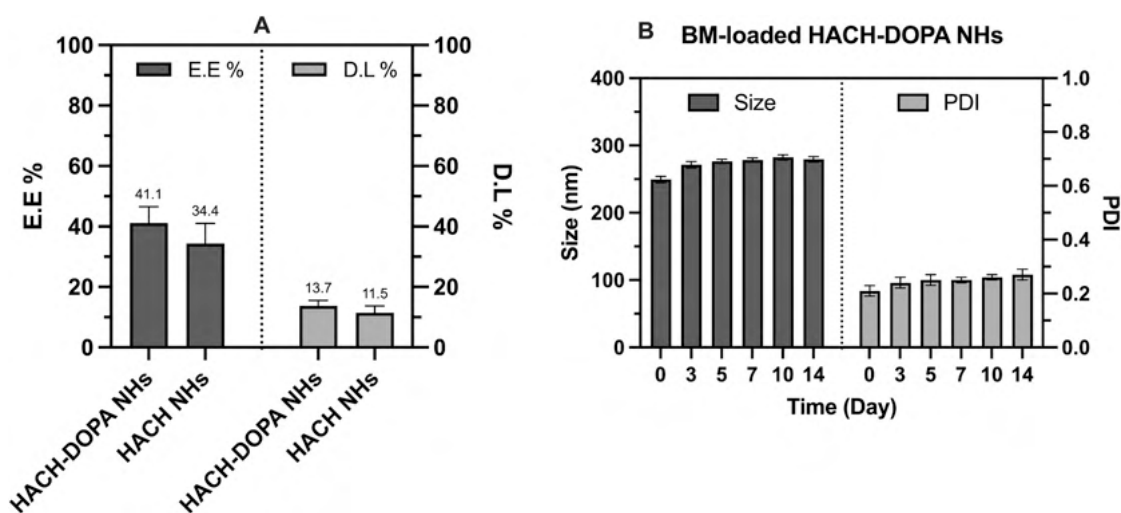 A
100
80
60
40
20
0
E.E %
E.E %
D.L %
41.1
34.4
13.7
11.5
100
80
60
40
20
0
D.L %
HACH-DOPA NHs
HACH NHs
HACH-DOPA NHs
HACH NHs
B BM-loaded HACH-DOPA NHs
400
300
200
100
0
Size (nm)
Size
PDI
1.0
0.8
0.6
0.4
0.2
0.0
PDI
0 3 5 7 10 14 0 3 5 7 10 14
Time (Day)